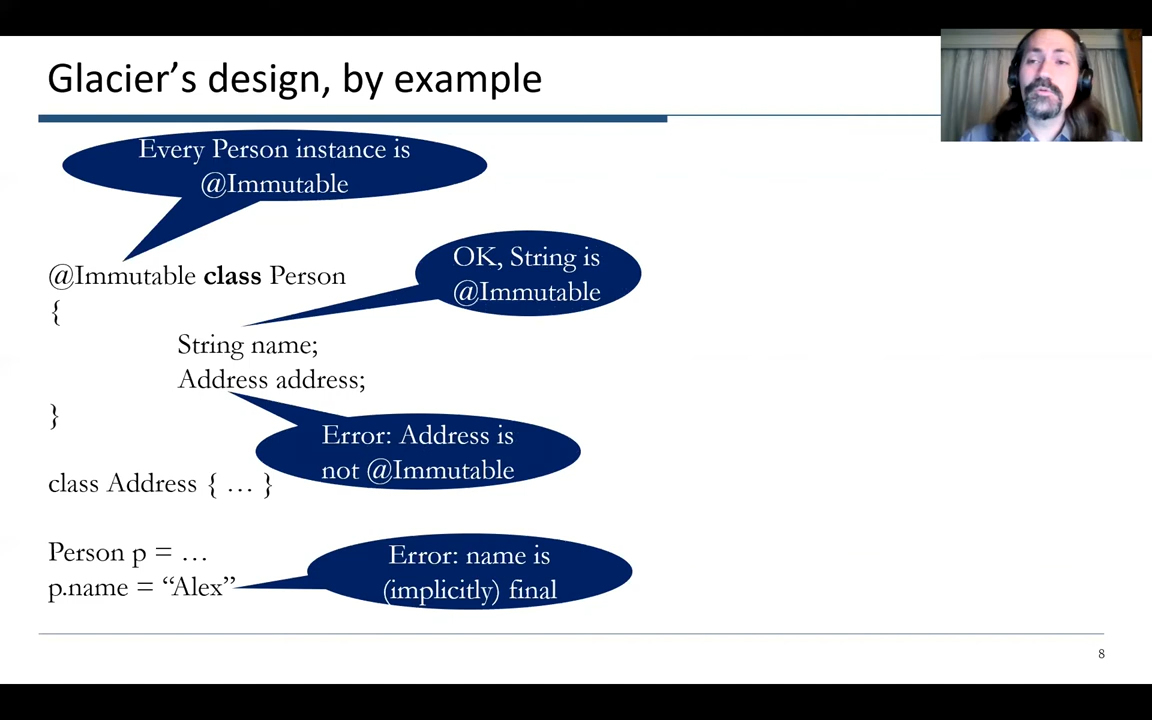 Glacier’s design, by example
Every Person instance is
@Immutable
@Immutable class Person
{
OK, String is
@Immutable
String name;
Address address;
}
Error: Address is
not @Immutable
class Address { … }
Person p = …
p.name = “Alex”
Error: name is
(implicitly) final
8